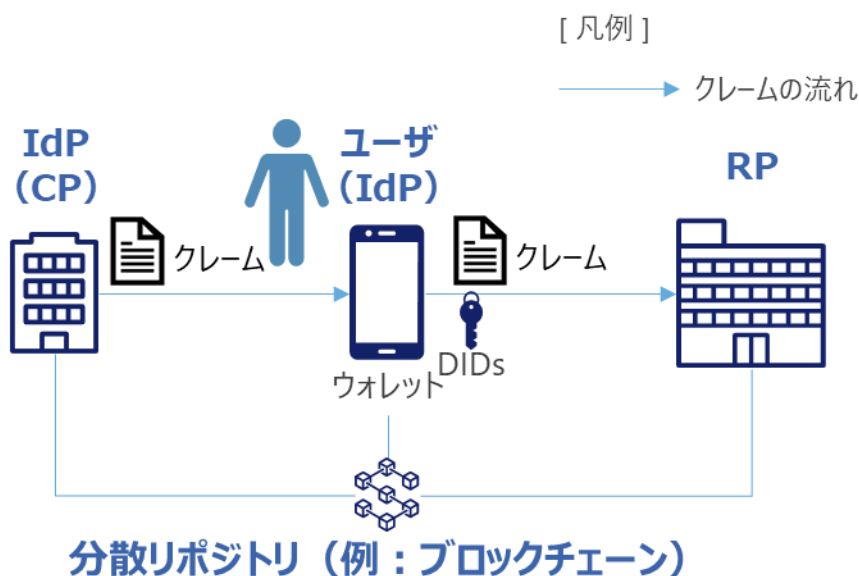 [ 凡例 ]
クレームの流れ
IdP
（CP）
ユーザ
（IdP）
RP
クレーム
クレーム
ウォレット
DIDs
分散リポジトリ（例：ブロックチェーン）